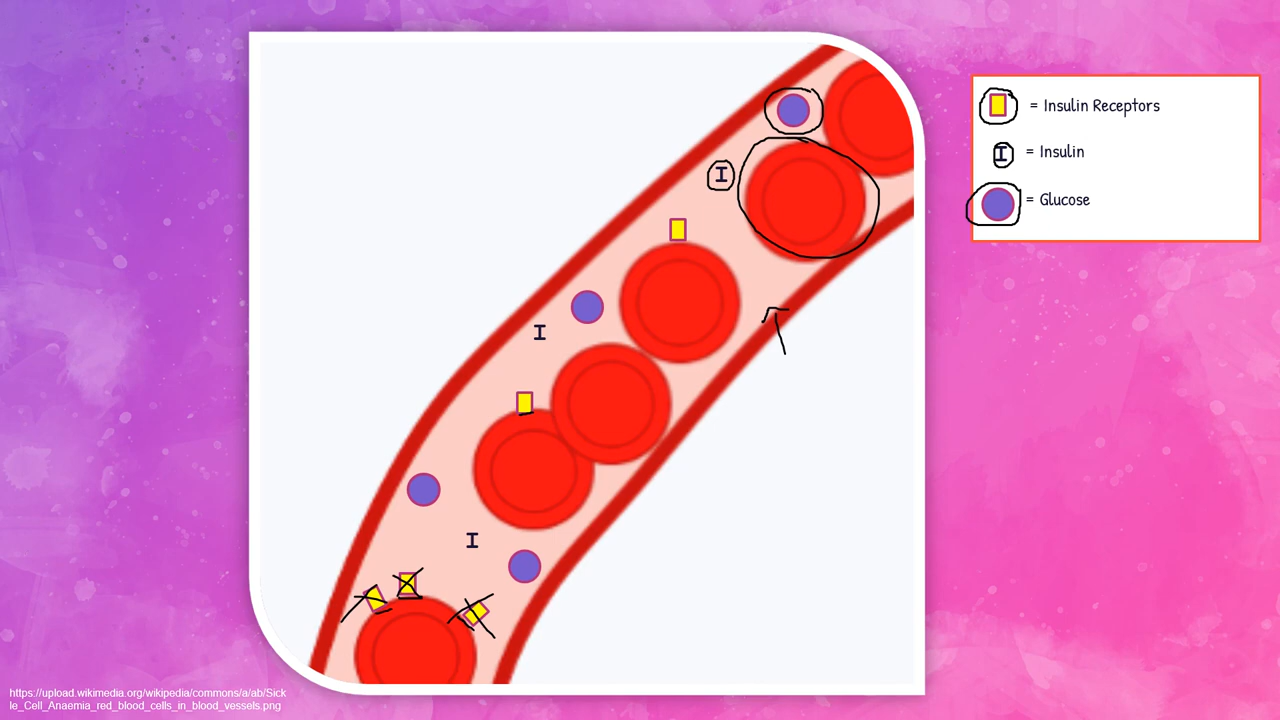 I
= Insulin Receptors
I = Insulin
= Glucose
I
I
https://upload.wikimedia.org/wikipedia/commons/a/ab/Sick
le_Cell_Anaemia_red_blood_cells_in_blood_vessels.png